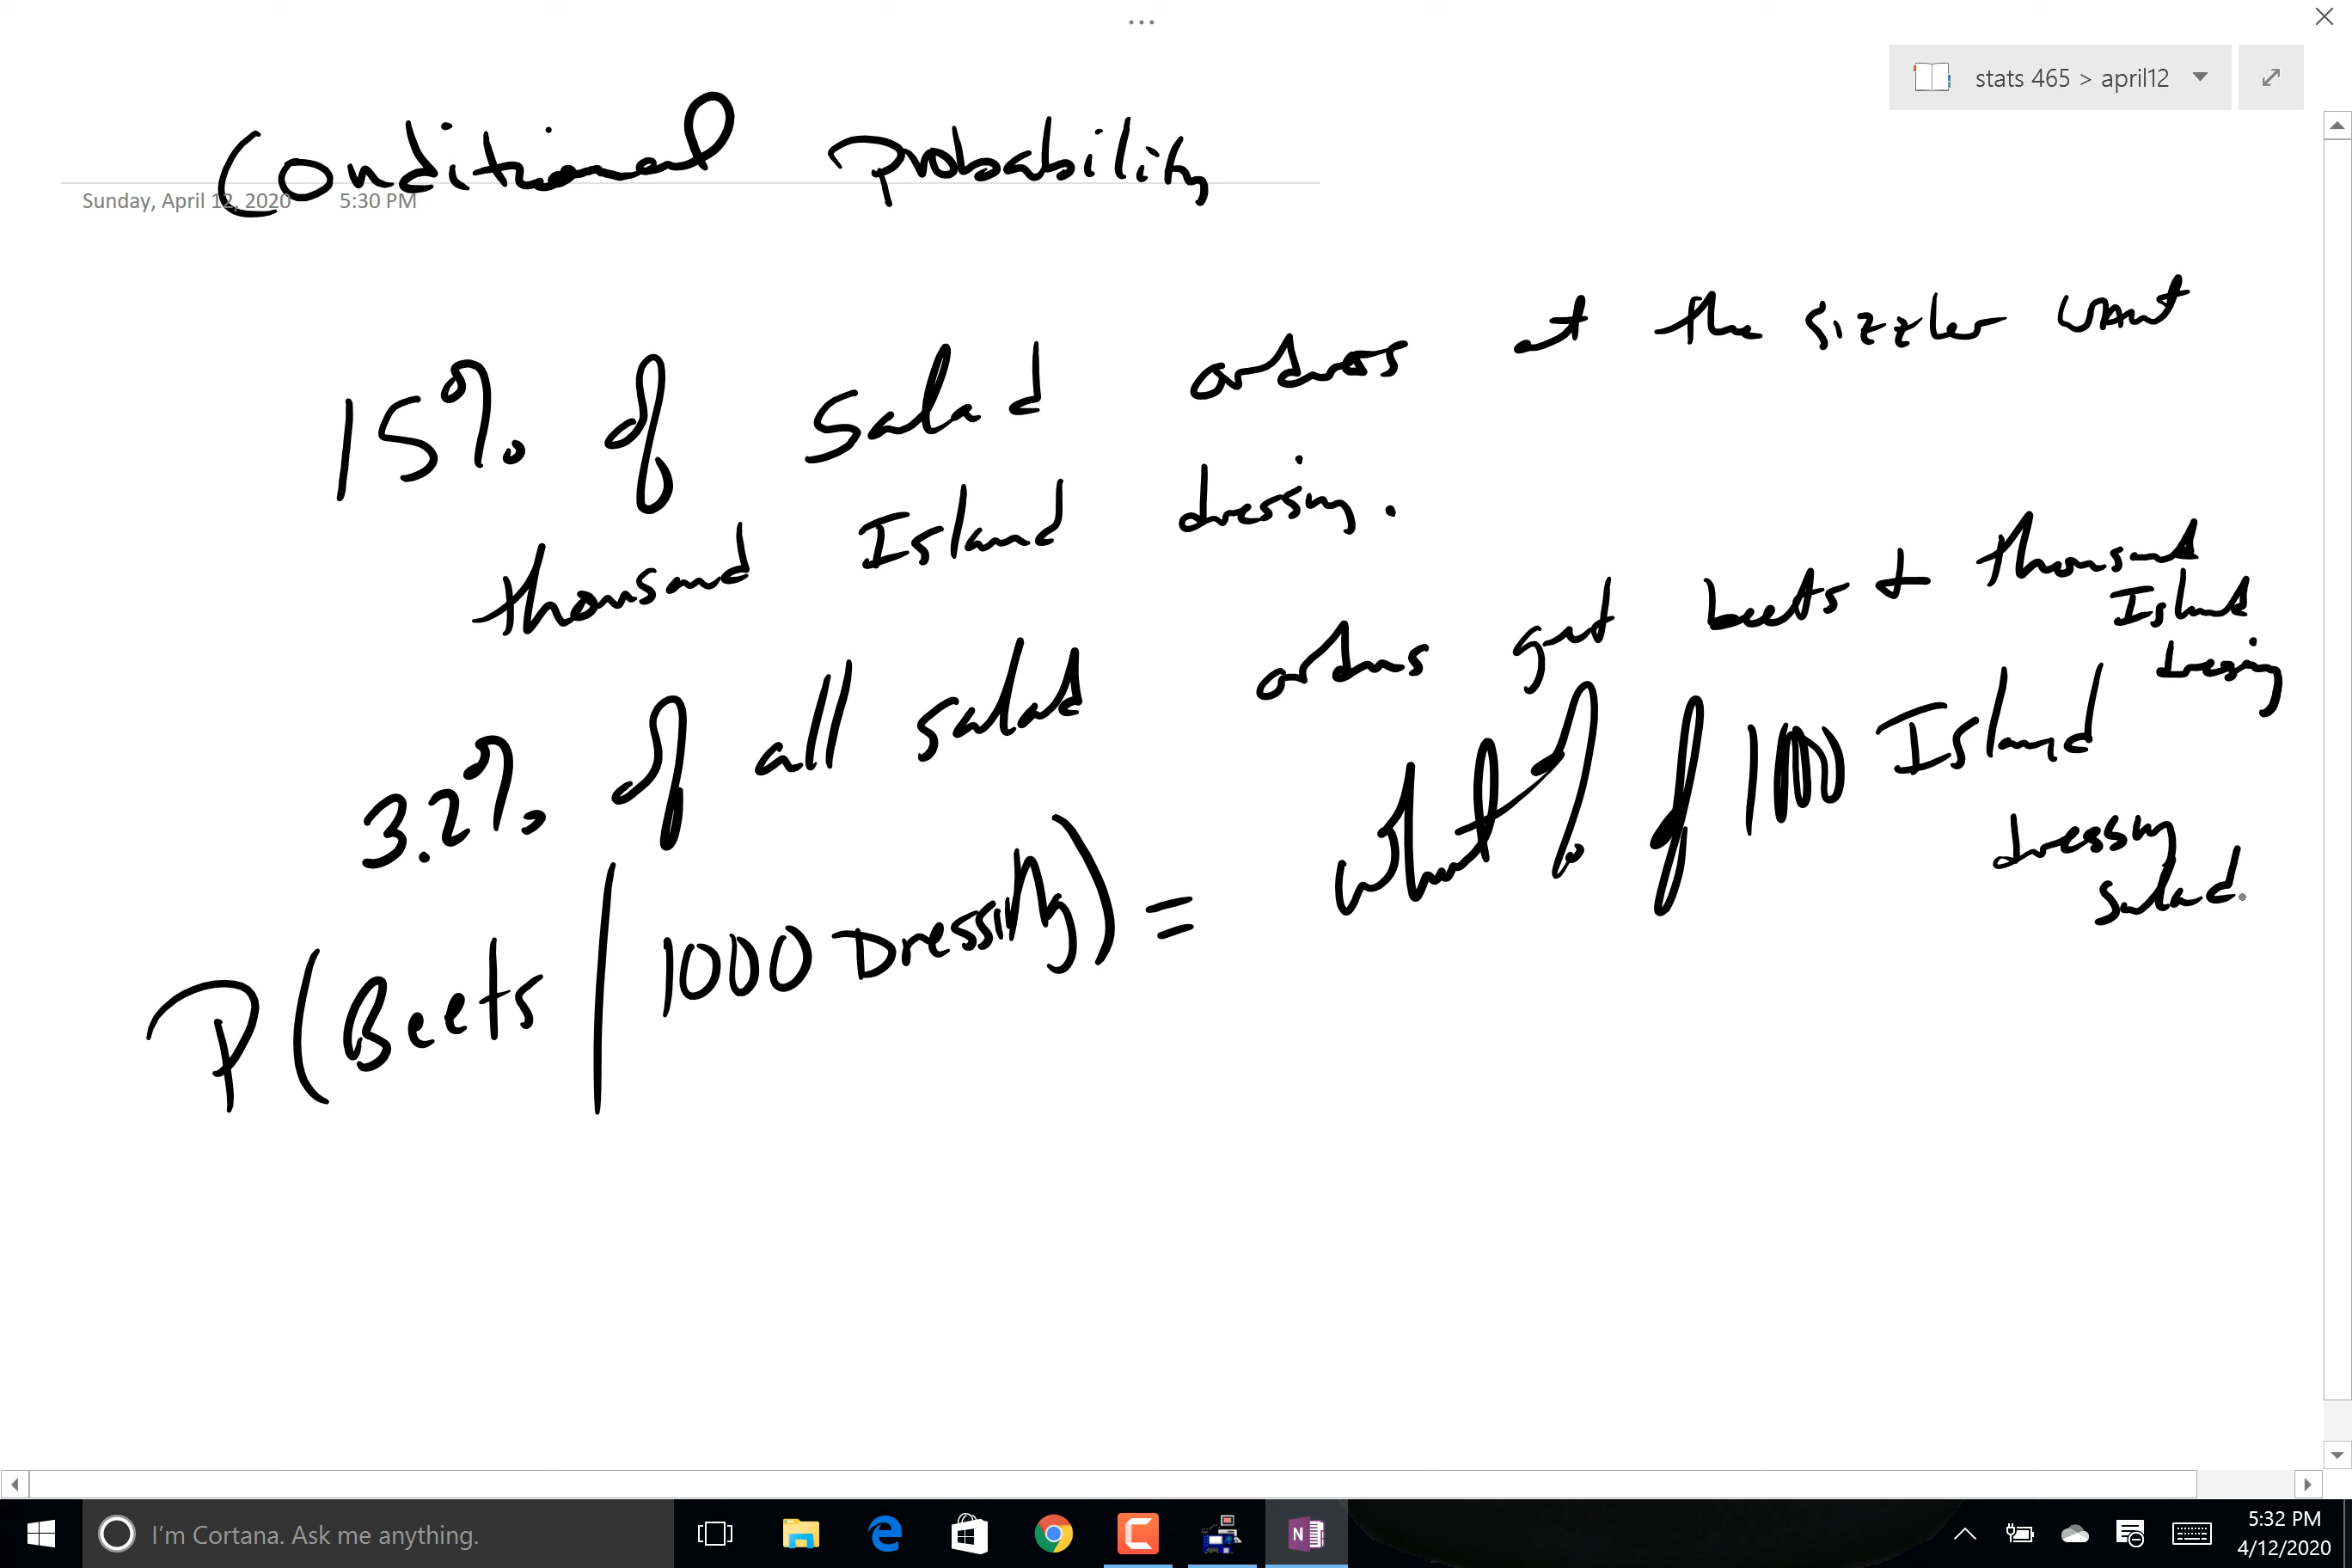 stats 465 > april12
Conditional Probability
Sunday, April 12, 2020 5:30 PM
15% of salad orders at the sizzler want
thousand Island dressing.
3.2% of all salad orders get beets + thousand
Island
dressing
P(Beets | 1000 Dressing) = What % of 1000 Island
dressing
salad
I'm Cortana. Ask me anything.
5:32 PM
4/12/2020